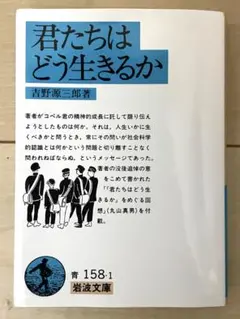 君たちは
どう生きるか
吉野源三郎著
著者がコペル君の精神的成長に託して語り伝え
ようとしたものは何か。それは、人生いかに生
くべきかと問うとき、常にその問いが社会科学
的認識とは何かという問題と切り離すことなく
問われねばならぬ、というメッセージであった。
著者の没後追悼の意
をこめて書かれた
「『君たちはどう生
きるか』をめぐる回
想」(丸山真男)を付
載。
青 158-1
岩波文庫